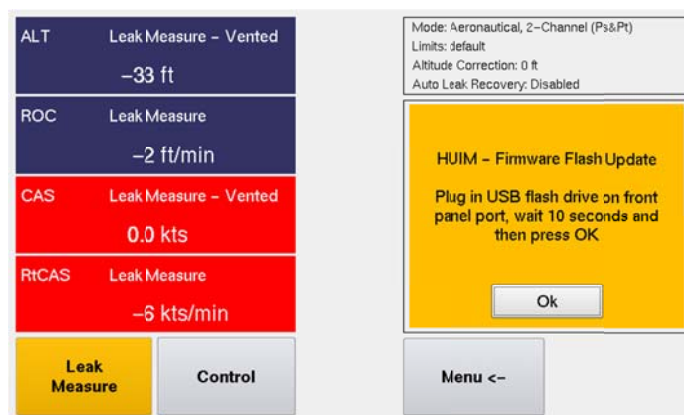 ALT Leak Measure – Vented
–33 ft
ROC Leak Measure
–2 ft/min
CAS Leak Measure – Vented
0.0 kts
RtCAS Leak Measure
–6 kts/min
Leak
Measure
Control
Mode: Aeronautical, 2–Channel (Ps&Pt)
Limits: default
Altitude Correction: 0 ft
Auto Leak Recovery: Disabled
HUIM – Firmware Flash Update
Plug in USB flash drive on front
panel port, wait 10 seconds and
then press OK
Ok
Menu <–